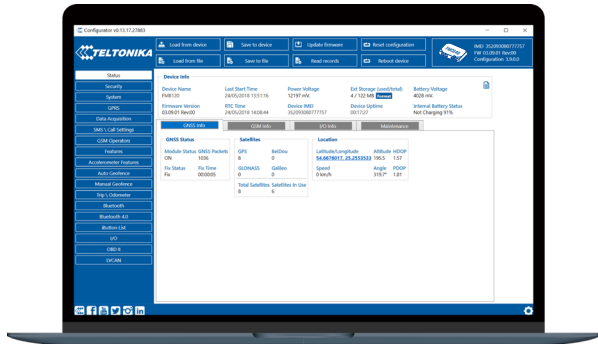 Configurator v0.13.17.27883
TELTONIKA
Load from device
Save to device
Update firmware
Reset configuration
Load from file
Save to file
Read records
Reboot device
IMEI 352093080777757
FW 03.09.01 Rev:00
Configuration 1.9.0.0
Status
Security
System
GPRS
Data Acquisition
SMS \ Call Settings
GSM Operators
Features
Accelerometer Features
Auto Geofence
Manual Geofence
Trip \ Odometer
Bluetooth
Bluetooth 4.0
iButton List
I/O
OBD II
LVCAN
Device Info
Device Name
FMB120
Last Start Time
24/05/2018 13:51:16
Power Voltage
12197 mV.
Ext Storage (used/total)
4 / 122 MB Format
Battery Voltage
4028 mV.
Firmware Version
03.09.01 Rev:00
RTC Time
24/05/2018 14:08:44
Device IMEI
352093080777757
Device Uptime
00:17:27
Internal Battery Status
Not Charging 91%
GNSS Info
GSM Info
I/O Info
Maintenance
GNSS Status
Module Status GNSS Packets
ON 1036
Fix Status Fix Time
Fix 00:00:05
Satellites
GPS BeiDou
8 0
GLONASS Galileo
0 0
Total Satellites Satellites In Use
8 6
Location
Latitude/Longitude Altitude HDOP
54.6678017, 25.2553533 195.5 1.57
Speed Angle PDOP
0 km/h 319.7° 1.81